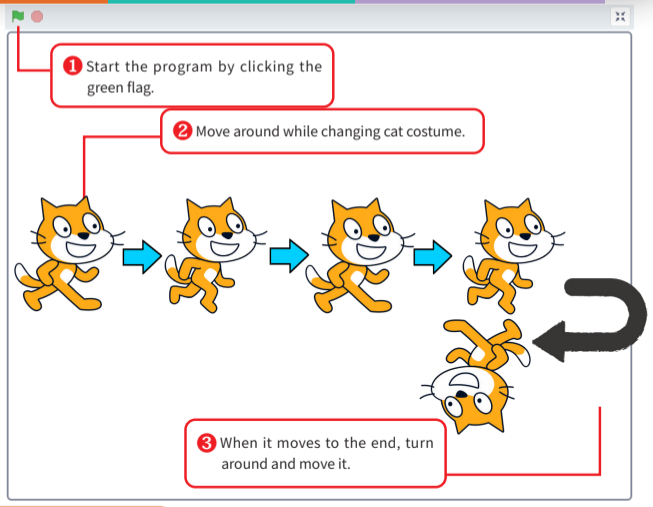 1 Start the program by clicking the
green flag.
2 Move around while changing cat costume.
3 When it moves to the end, turn
around and move it.